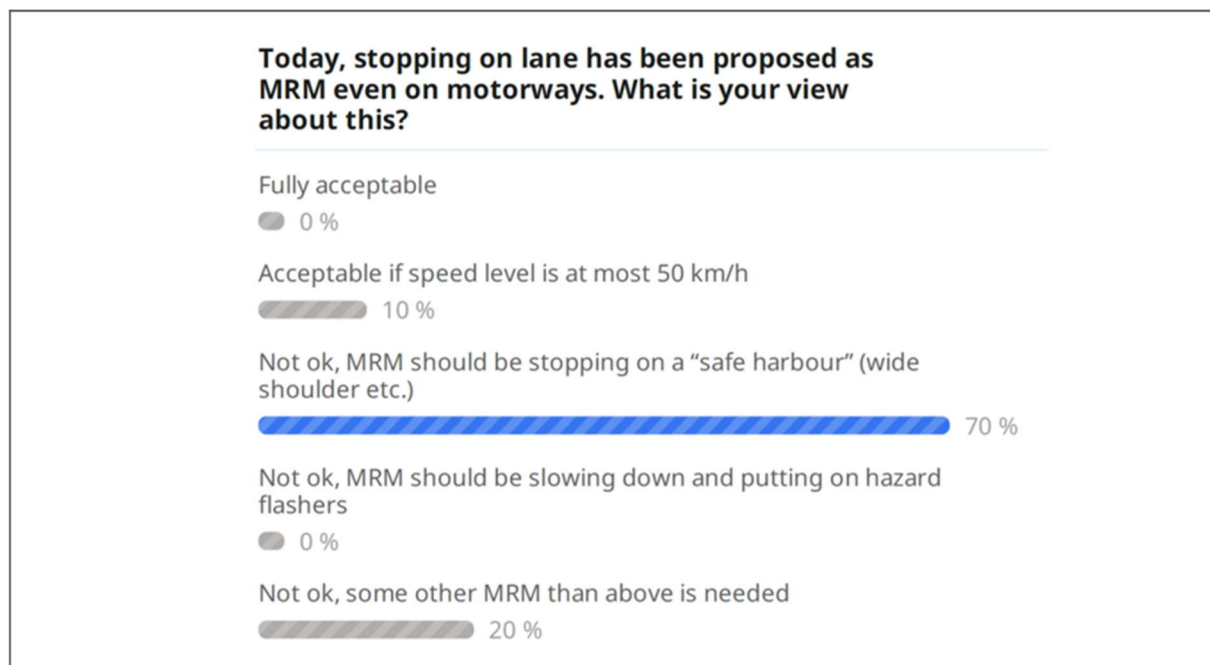 Today, stopping on lane has been proposed as
MRM even on motorways. What is your view
about this?
Fully acceptable
0 %
Acceptable if speed level is at most 50 km/h
10 %
Not ok, MRM should be stopping on a “safe harbour” (wide
shoulder etc.)
70 %
Not ok, MRM should be slowing down and putting on hazard
flashers
0 %
Not ok, some other MRM than above is needed
20 %